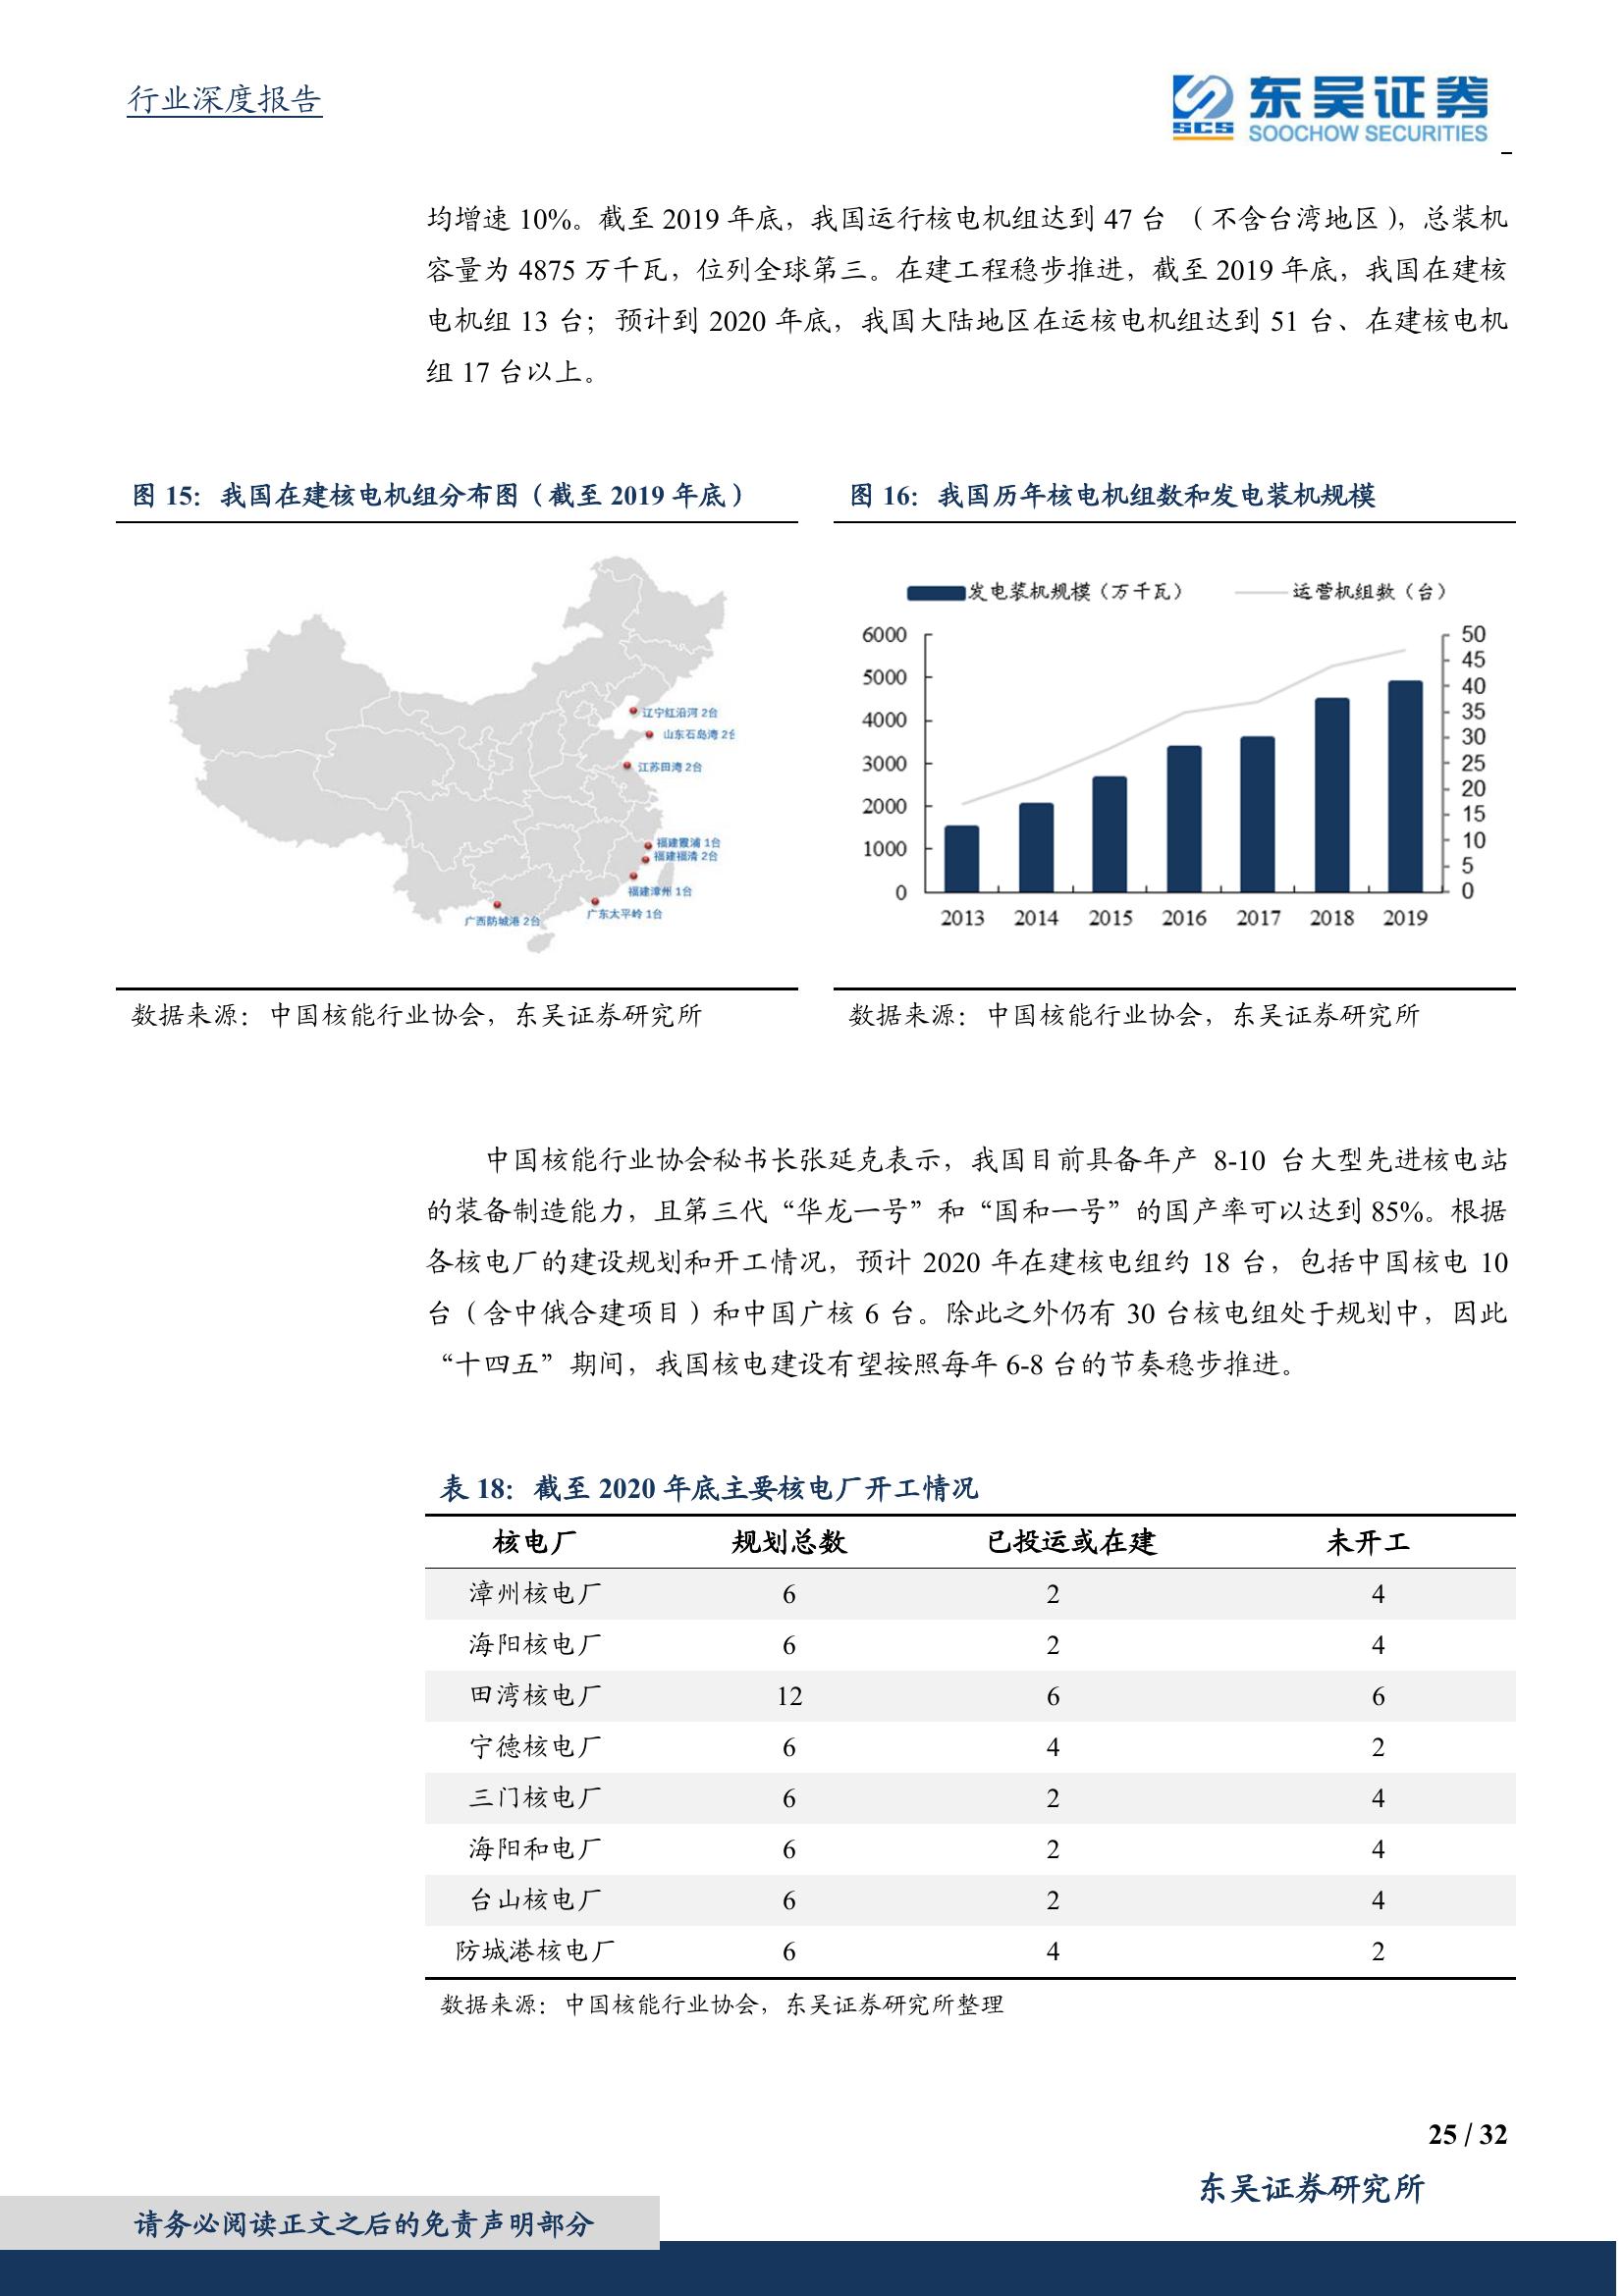 行业深度报告
SCS 东吴证券
SOOCHOW SECURITIES
均增速 10%。截至 2019 年底，我国运行核电机组达到 47 台 （不含台湾地区），总装机
容量为 4875 万千瓦，位列全球第三。在建工程稳步推进，截至 2019 年底，我国在建核
电机组 13 台；预计到 2020 年底，我国大陆地区在运核电机组达到 51 台、在建核电机
组 17 台以上。
图 15：我国在建核电机组分布图（截至 2019 年底）
辽宁红沿河 2台
山东石岛湾 2台
江苏田湾 2台
福建霞浦 1台
福建福清 2台
福建漳州 1台
广东太平岭 1台
广西防城港 2台
数据来源：中国核能行业协会，东吴证券研究所
图 16：我国历年核电机组数和发电装机规模
发电装机规模（万千瓦） 运营机组数（台）
6000 50
45
5000 40
4000 35
30
3000 25
2000 20
15
1000 10
5
0 0
2013 2014 2015 2016 2017 2018 2019
数据来源：中国核能行业协会，东吴证券研究所
中国核能行业协会秘书长张延克表示，我国目前具备年产 8-10 台大型先进核电站
的装备制造能力，且第三代“华龙一号”和“国和一号”的国产率可以达到 85%。根据
各核电厂的建设规划和开工情况，预计 2020 年在建核电组约 18 台，包括中国核电 10
台（含中俄合建项目）和中国广核 6 台。除此之外仍有 30 台核电组处于规划中，因此
“十四五”期间，我国核电建设有望按照每年 6-8 台的节奏稳步推进。
表 18：截至 2020 年底主要核电厂开工情况
核电厂 规划总数 已投运或在建 未开工
漳州核电厂 6 2 4
海阳核电厂 6 2 4
田湾核电厂 12 6 6
宁德核电厂 6 4 2
三门核电厂 6 2 4
海阳和电厂 6 2 4
台山核电厂 6 2 4
防城港核电厂 6 4 2
数据来源：中国核能行业协会，东吴证券研究所整理
25 / 32
东吴证券研究所
请务必阅读正文之后的免责声明部分